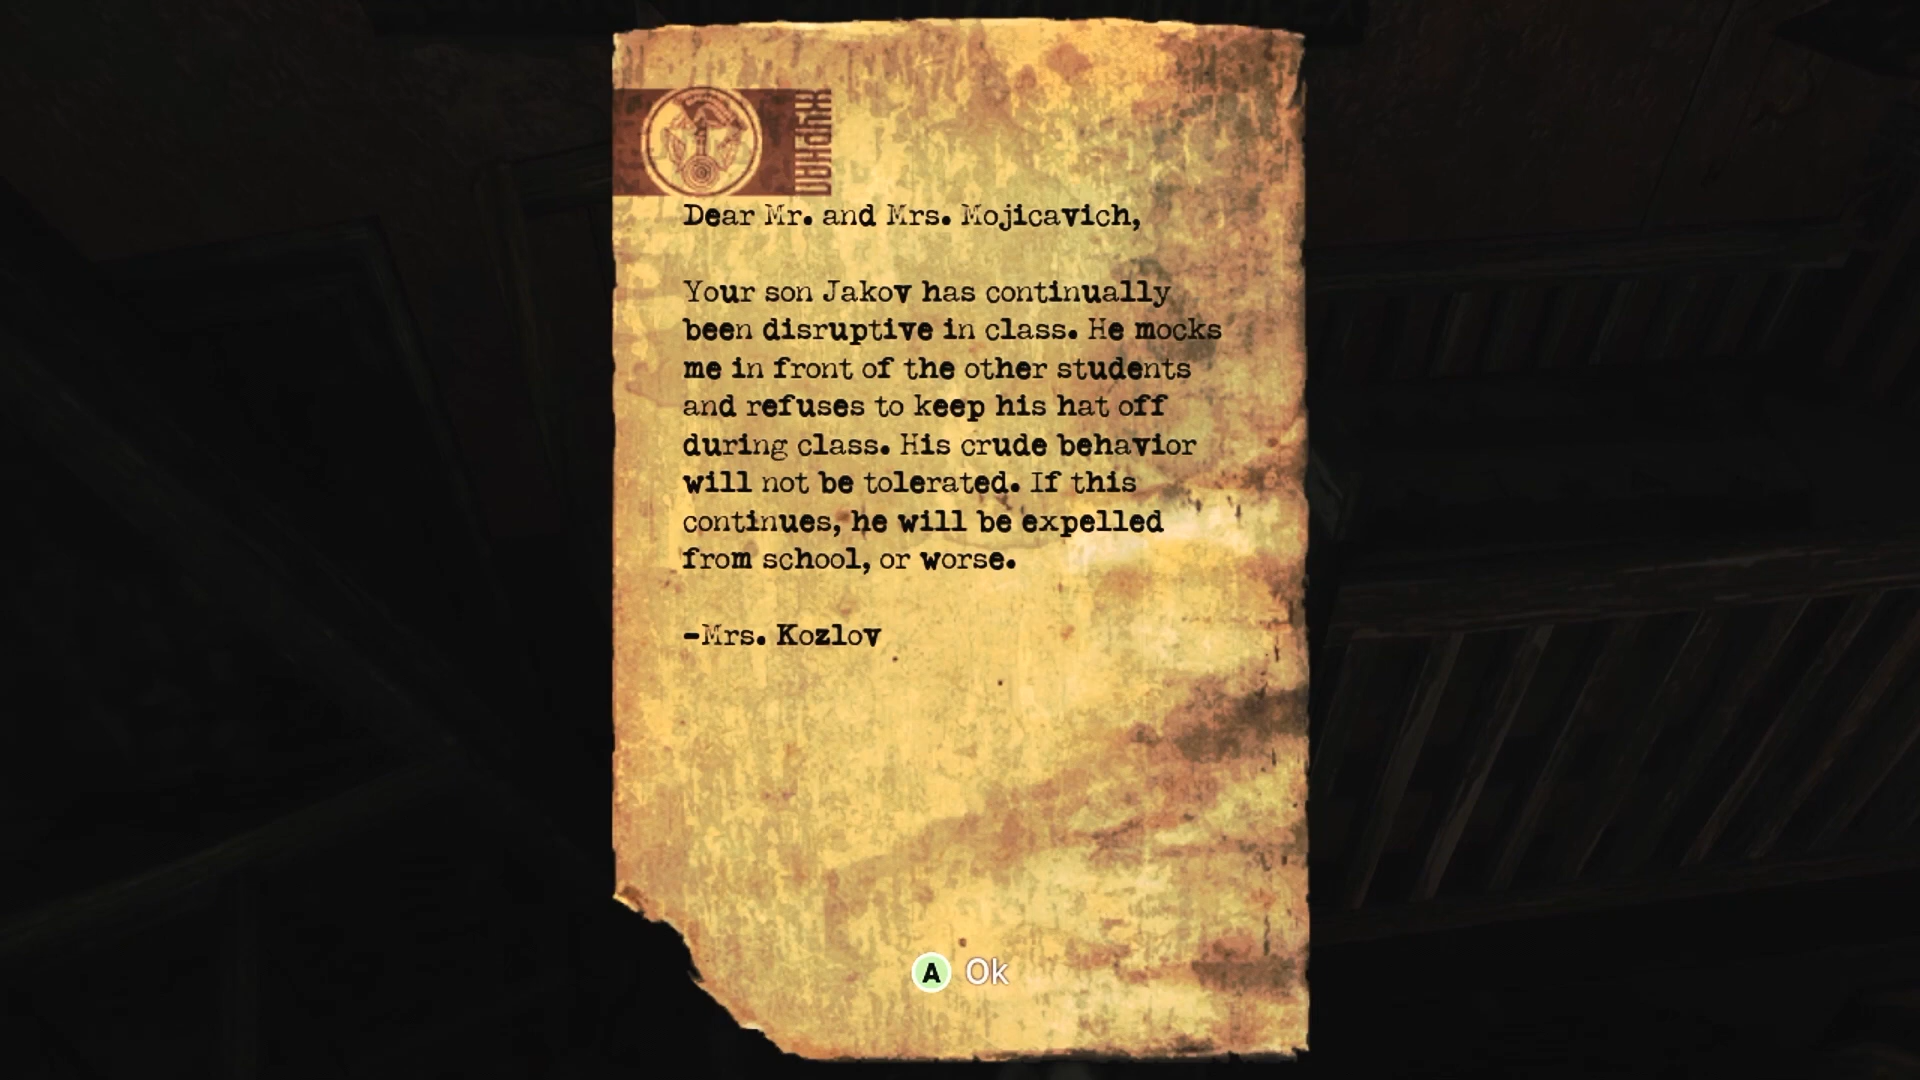 журнал
Dear Mr. and Mrs. Mojicavich,
Your son Jakov has continually
been disruptive in class. He mocks
me in front of the other students
and refuses to keep his hat off
during class. His crude behavior
will not be tolerated. If this
continues, he will be expelled
from school, or worse.
-Mrs. Kozlov
A Ok